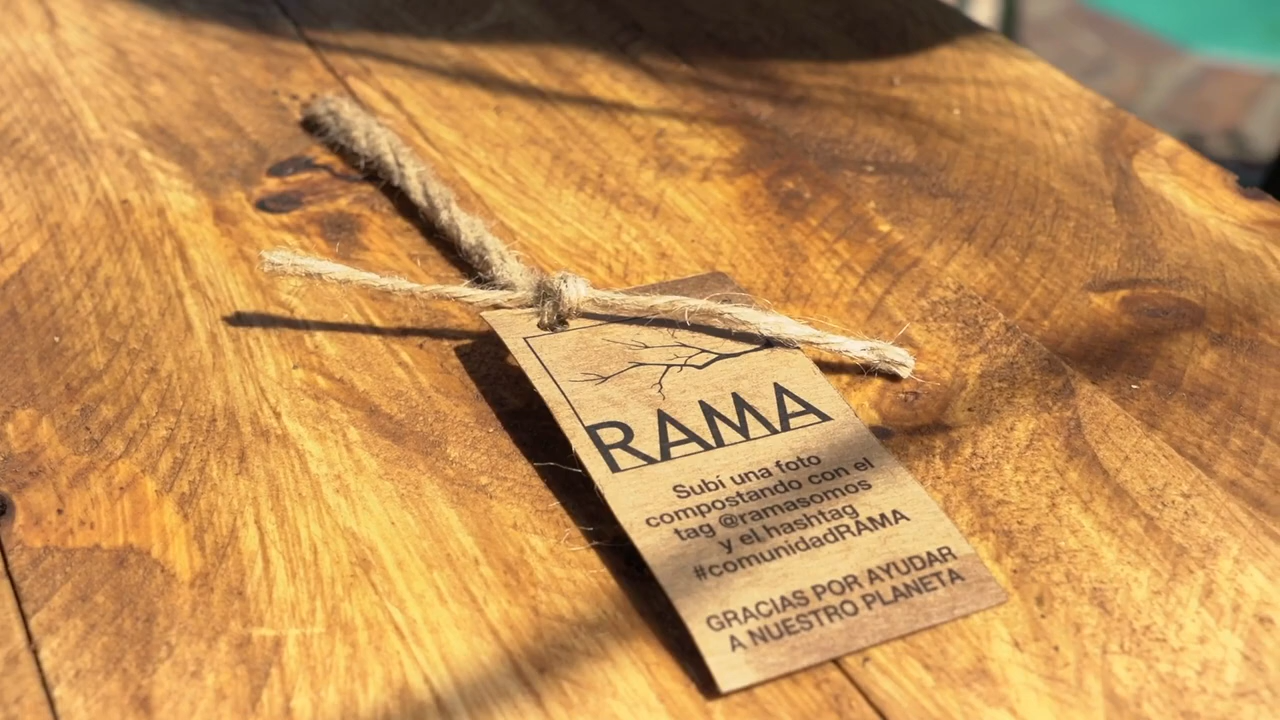 RAMA
Subí una foto
compostando con el
tag @ramasomos
y el hashtag
#comunidadRAMA
GRACIAS POR AYUDAR
A NUESTRO PLANETA